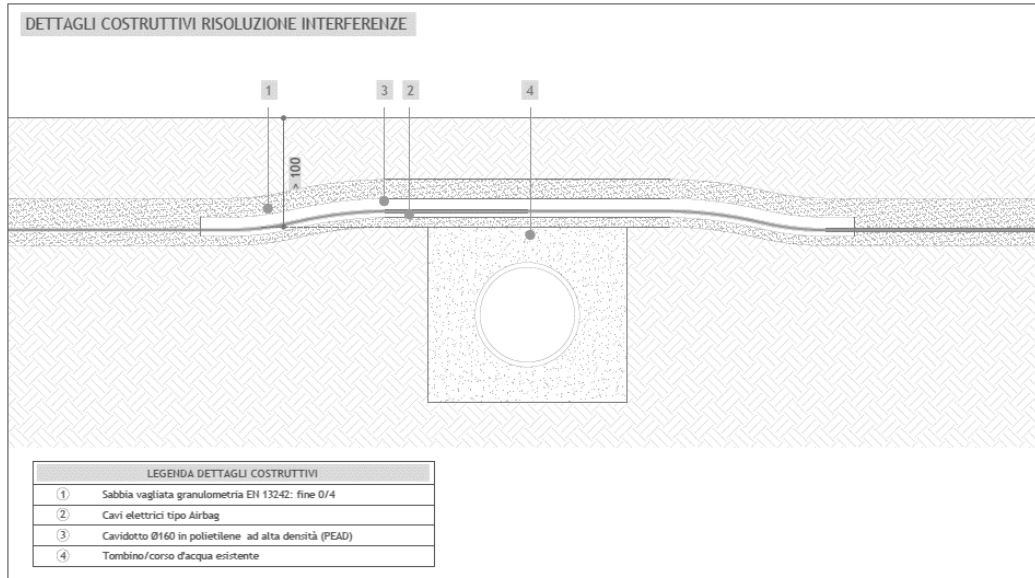 DETTAGLI COSTRUTTIVI RISOLUZIONE INTERFERENZE
1 3 2 4
> 100
LEGENDA DETTAGLI COSTRUTTIVI
1 Sabbia vagliata granulometria EN 13242: fine 0/4
2 Cavi elettrici tipo Airbag
3 Cavidotto Ø160 in polietilene ad alta densità (PEAD)
4 Tombino/corso d'acqua esistente